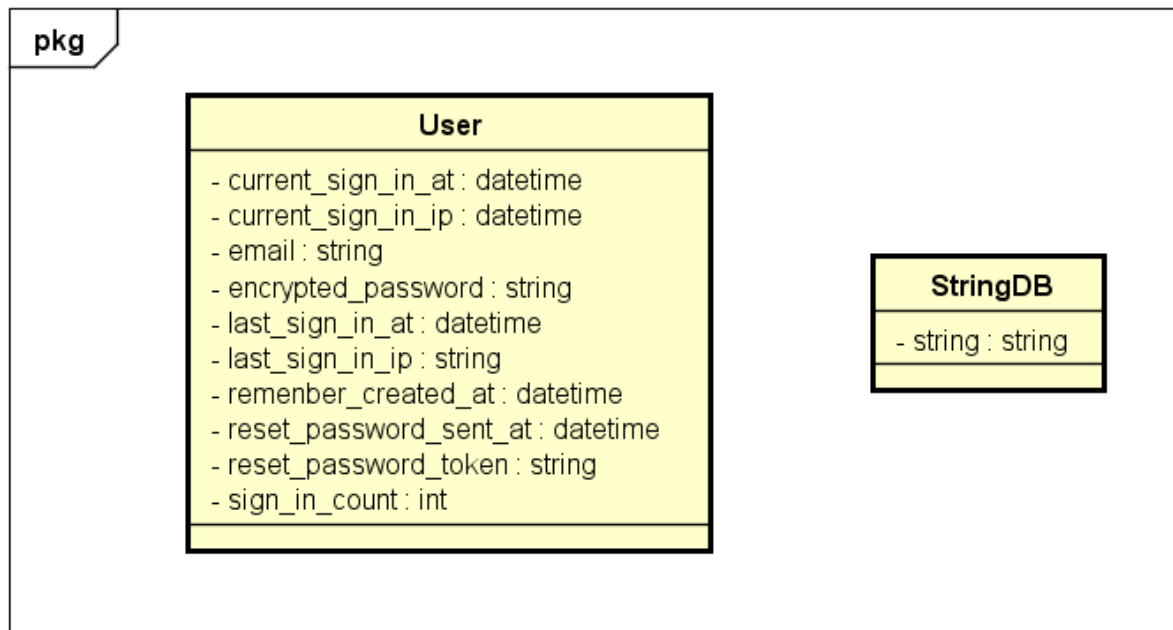 pkg
User
- current_sign_in_at : datetime
- current_sign_in_ip : datetime
- email : string
- encrypted_password : string
- last_sign_in_at : datetime
- last_sign_in_ip : string
- remenber_created_at : datetime
- reset_password_sent_at : datetime
- reset_password_token : string
- sign_in_count : int
StringDB
- string : string